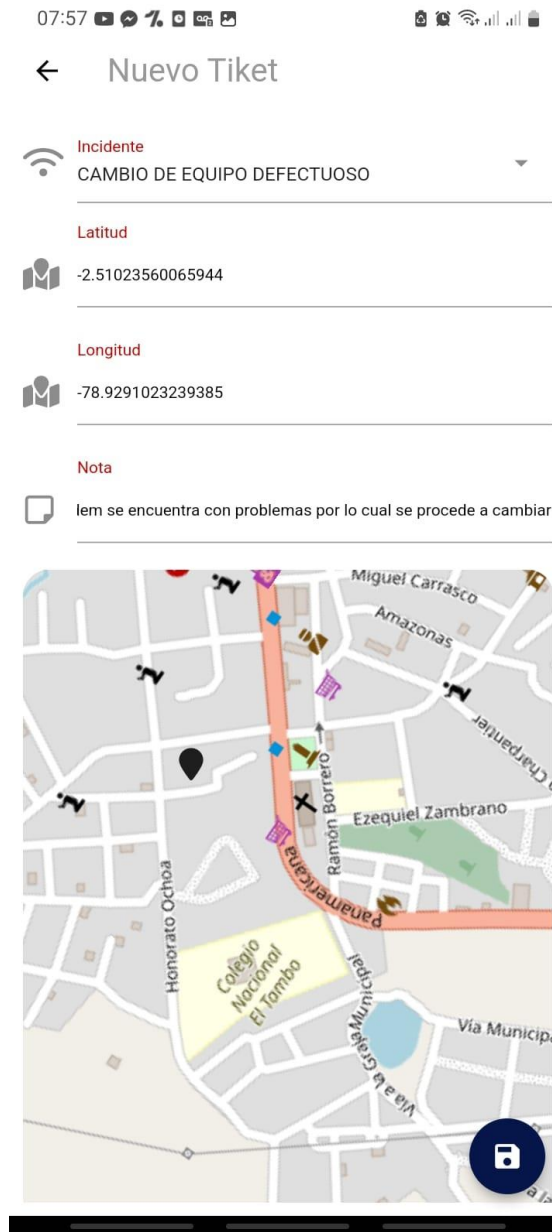 07:57
Nuevo Tiket
Incidente
CAMBIO DE EQUIPO DEFECTUOSO
Latitud
-2.51023560065944
Longitud
-78.9291023239385
Nota
lem se encuentra con problemas por lo cual se procede a cambiar
Miguel Carrasco
Amazonas
Charpantier
Ramón Borrero
Ezequiel Zambrano
Panamericana
Honorato Ochoa
Colegio
Nacional
El Tambo
Vía a la Graja Municipal
Vía Municip